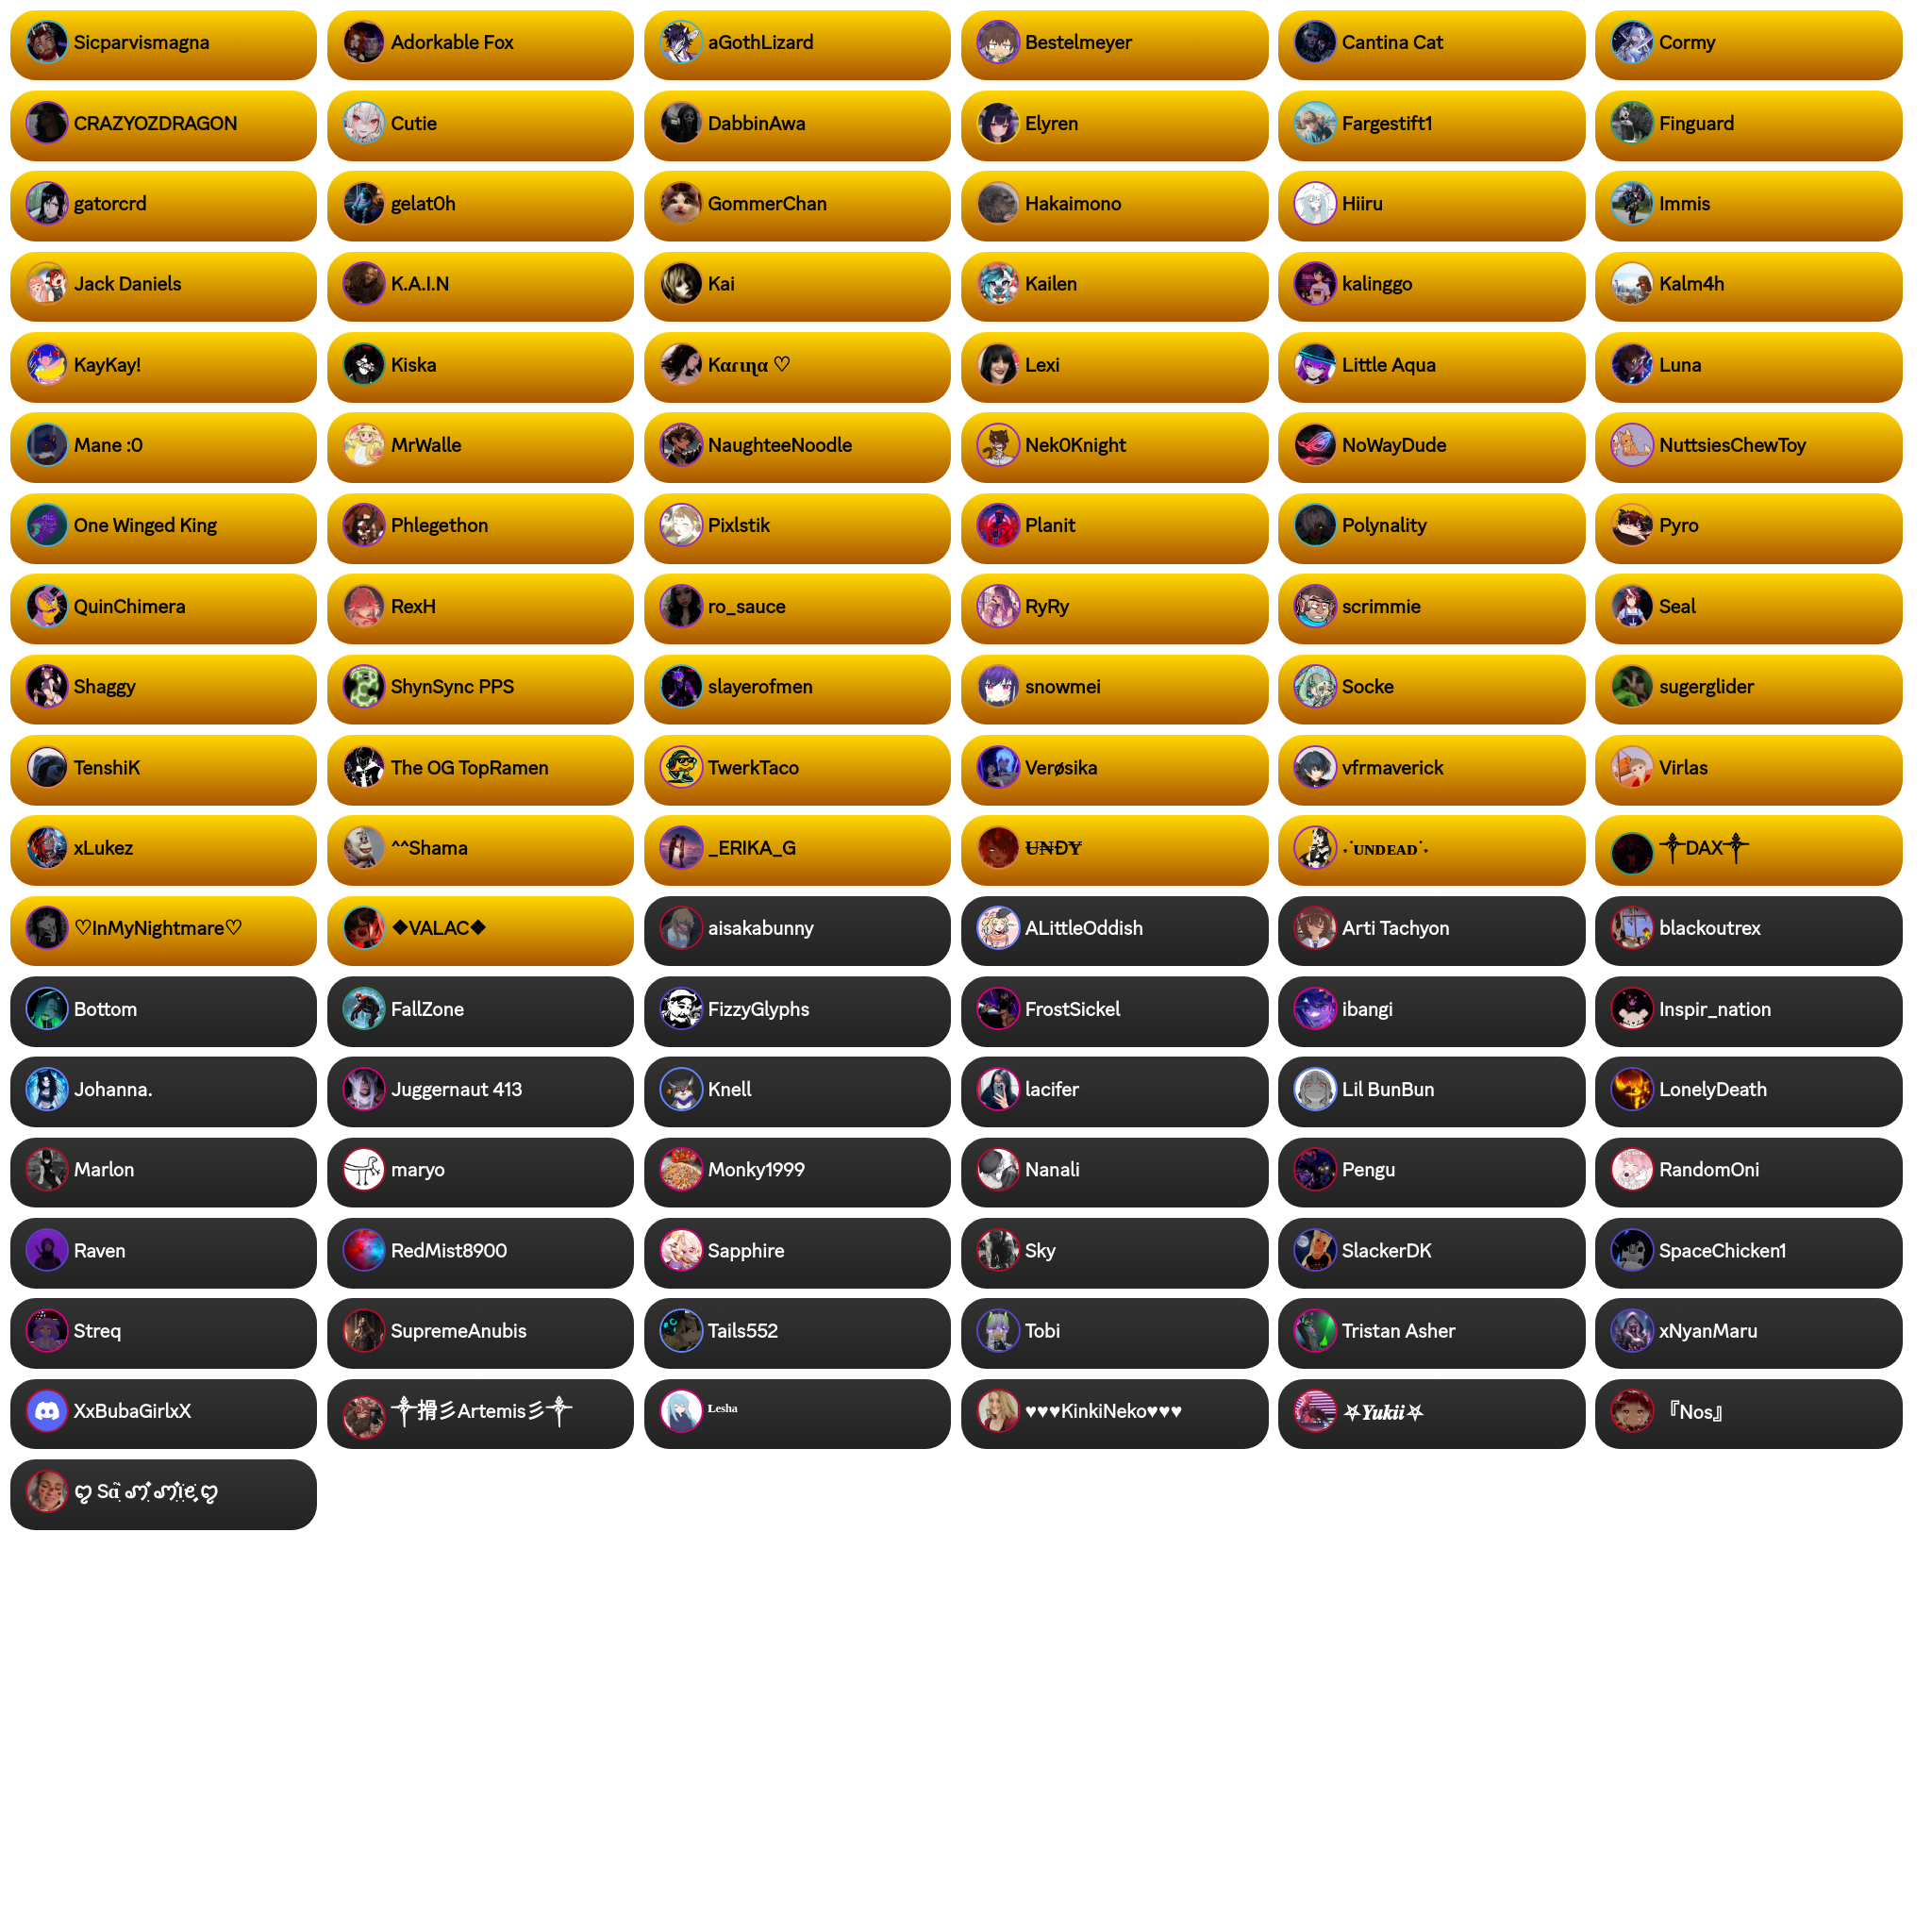 Sicparvismagna
Adorkable Fox
aGothLizard
Bestelmeyer
Cantina Cat
Cormy
CRAZYOZDRAGON
Cutie
DabbinAwa
Elyren
Fargestift1
Finguard
gatorcrd
gelat0h
GommerChan
Hakaimono
Hiiru
Immis
Jack Daniels
K.A.I.N
Kai
Kailen
kalinggo
Kalm4h
KayKay!
Kiska
Kαɾιɳα ♡
Lexi
Little Aqua
Luna
Mane :0
MrWalle
NaughteeNoodle
Nek0Knight
NoWayDude
NuttsiesChewToy
One Winged King
Phlegethon
Pixlstik
Planit
Polynality
Pyro
QuinChimera
RexH
ro_sauce
RyRy
scrimmie
Seal
Shaggy
ShynSync PPS
slayerofmen
snowmei
Socke
sugerglider
TenshiK
The OG TopRamen
TwerkTaco
Verøsika
vfrmaverick
Virlas
xLukez
^^Shama
_ERIKA_G
U̶₦ĐɎ
˖˙ᴜɴᴅᴇᴀᴅ˙˖
༒DAX༒
♡InMyNightmare♡
❖VALAC❖
aisakabunny
ALittleOddish
Arti Tachyon
blackoutrex
Bottom
FallZone
FizzyGlyphs
FrostSickel
ibangi
Inspir_nation
Johanna.
Juggernaut 413
Knell
lacifer
Lil BunBun
LonelyDeath
Marlon
maryo
Monky1999
Nanali
Pengu
RandomOni
Raven
RedMist8900
Sapphire
Sky
SlackerDK
SpaceChicken1
Streq
SupremeAnubis
Tails552
Tobi
Tristan Asher
xNyanMaru
XxBubaGirlxX
༒搰彡Artemis彡༒
ᴸᵉˢʰᵃ
♥♥♥KinkiNeko♥♥♥
⛧𝒀𝒖𝒌𝒊𝒊⛧
『Nos』